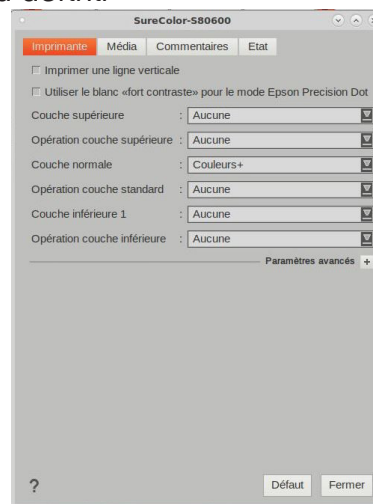 SureColor-S80600
Imprimante Média Commentaires Etat
Imprimer une ligne verticale
Utiliser le blanc «fort contraste» pour le mode Epson Precision Dot
Couche supérieure : Aucune
Opération couche supérieure : Aucune
Couche normale : Couleurs+
Opération couche standard : Aucune
Couche inférieure 1 : Aucune
Opération couche inférieure : Aucune
Paramètres avancés +
? Défaut Fermer